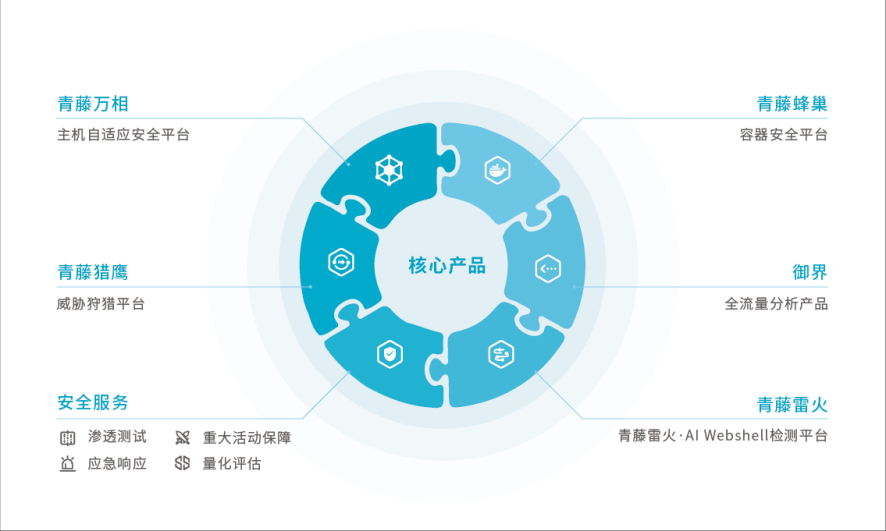 青藤万相
主机自适应安全平台
青藤蜂巢
容器安全平台
核心产品
青藤猎鹰
威胁狩猎平台
御界
全流量分析产品
安全服务
渗透测试
重大活动保障
应急响应
量化评估
青藤雷火
青藤雷火·AI Webshell检测平台